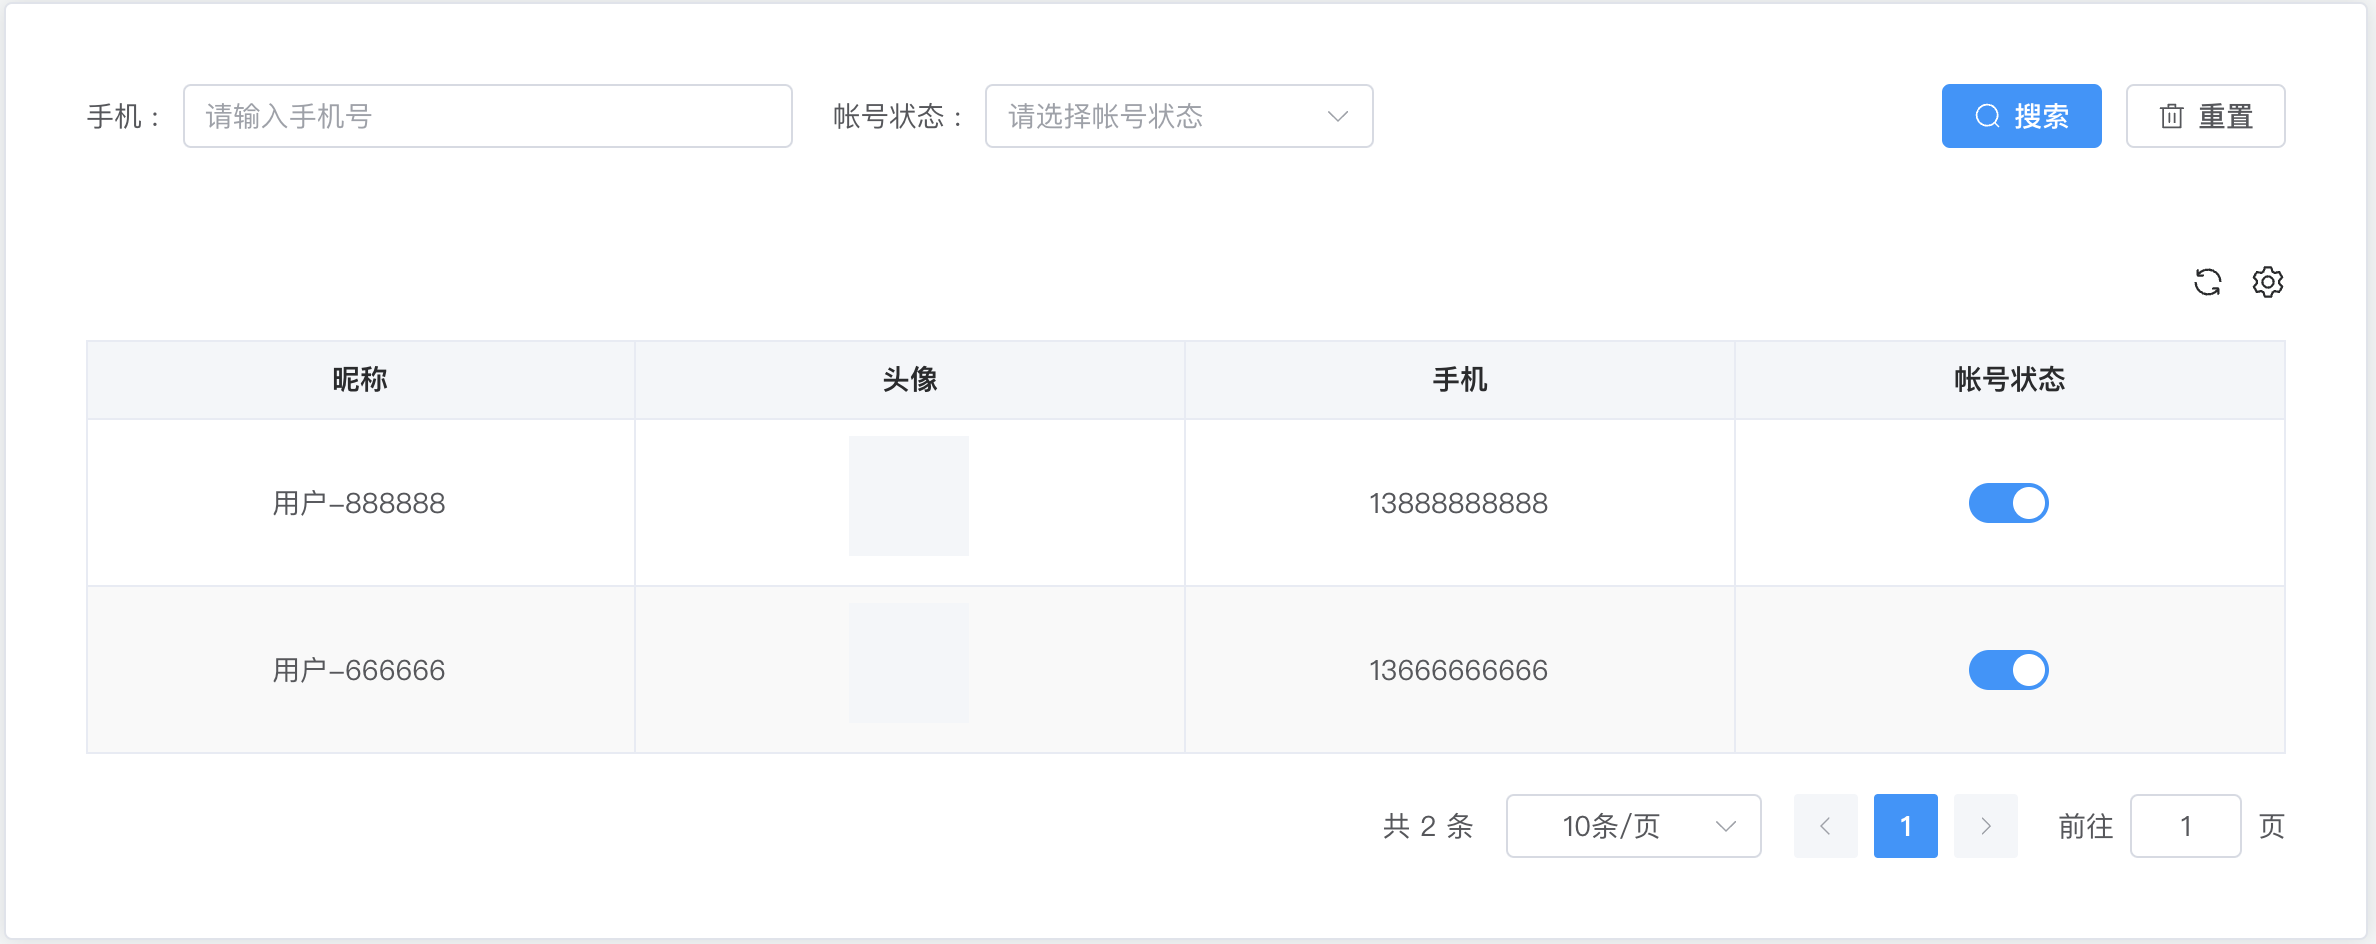 手机： 请输入手机号 帐号状态： 请选择帐号状态 搜索 重置
昵称 头像 手机 帐号状态
用户-888888 13888888888
用户-666666 13666666666
共 2 条 10条/页 1 前往 1 页